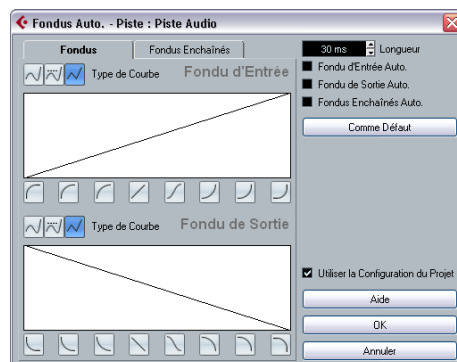 Fondus Auto. - Piste : Piste Audio
Fondus
Fondus Enchaînés
30 ms
Longueur
Type de Courbe
Fondu d'Entrée
Fondu d'Entrée Auto.
Fondu de Sortie Auto.
Fondus Enchaînés Auto.
Comme Défaut
Type de Courbe
Fondu de Sortie
Utiliser la Configuration du Projet
Aide
OK
Annuler